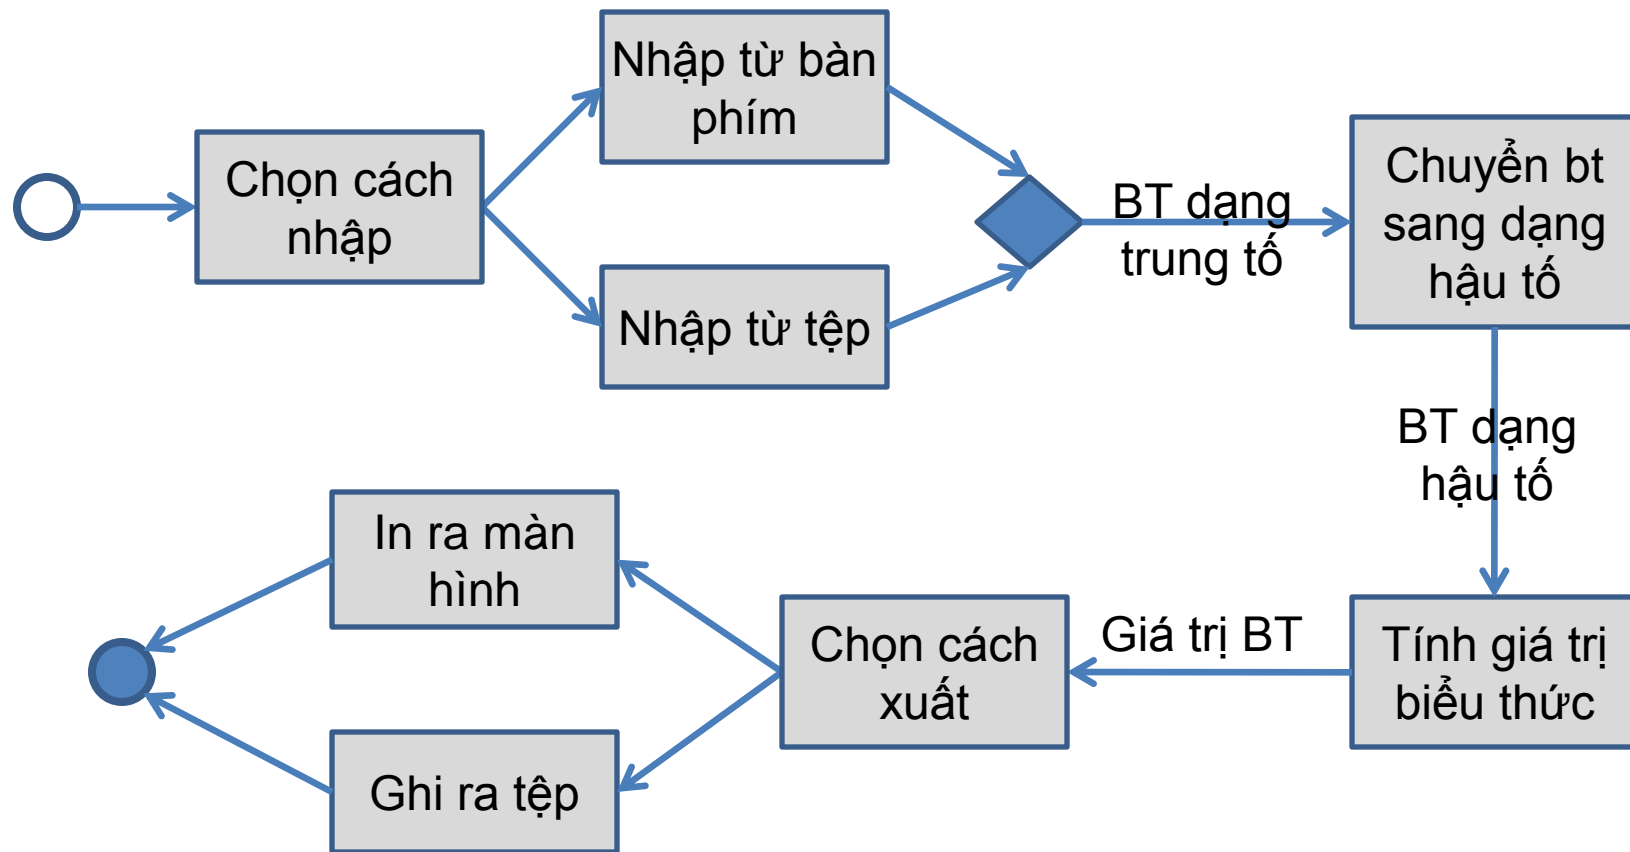 Chọn cách
nhập
Nhập từ bàn
phím
Nhập từ tệp
BT dạng
trung tố
Chuyển bt
sang dạng
hậu tố
BT dạng
hậu tố
Tính giá trị
biểu thức
Giá trị BT
Chọn cách
xuất
In ra màn
hình
Ghi ra tệp